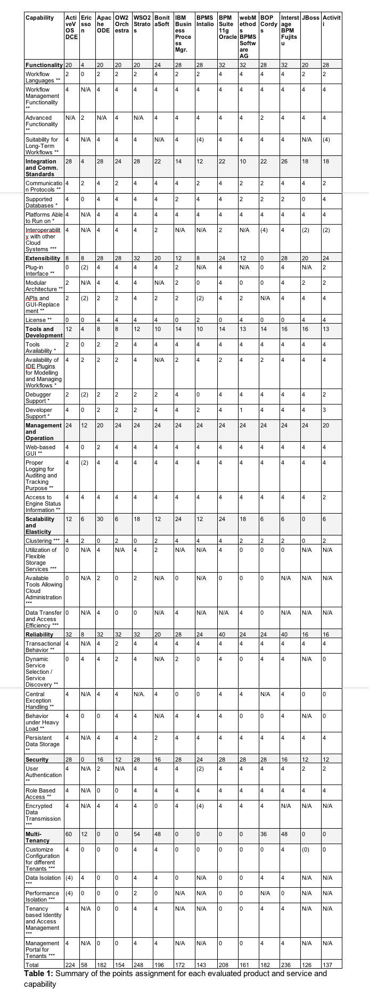 Capability ActiveVOS DCE Ericsson Apache ODE OW2 Orchestra WSO2 Stratos BonitaSoft IBM Business Process Mgr. BPMS Intalio BPM Suite 11g Oracle webMethods BPMS Software AG BOP Cordys Interstage BPM Fujitsu JBoss Activiti
Functionality 20 4 20 20 20 24 28 28 32 32 28 32 20 28
Workflow Languages ** 2 0 2 2 2 4 2 2 4 4 4 4 2 2
Workflow Management Functionality ** 4 N/A 4 4 4 4 4 4 4 4 4 4 4 4
Advanced Functionality ** N/A 2 N/A 4 N/A 4 4 4 4 4 2 4 4 4
Suitability for Long-Term Workflows ** 4 N/A 4 4 4 N/A 4 (4) 4 4 4 4 N/A (4)
Integration and Comm. Standards 28 4 28 24 28 22 14 12 22 10 22 26 18 18
Communication Protocols ** 4 2 4 2 4 4 4 2 4 2 2 4 4 2
Supported Databases * 4 0 4 4 4 4 2 4 4 2 2 2 0 4
Platforms Able to Run on * 4 N/A 4 4 4 4 4 4 4 4 4 4 4 4
Interoperability with other Cloud Systems *** 4 N/A 4 4 4 2 N/A N/A 2 N/A (4) 4 (2) (2)
Extensibility 8 8 28 28 32 20 12 8 24 12 0 28 20 24
Plug-in Interface ** 0 (2) 4 4 4 4 2 N/A 4 N/A 0 4 N/A 2
Modular Architecture ** 2 N/A 4 4. 4 N/A 2 0 4 0 0 4 2 2
APIs and GUI-Replacement ** 2 (2) 2 2 4 2 2 (2) 4 2 N/A 4 4 4
License ** 0 0 4 4 4 4 0 2 0 4 0 0 4 4
Tools and Development 12 4 8 8 12 10 14 10 14 13 14 16 16 13
Tools Availability * 2 0 2 2 4 4 4 4 4 4 4 4 4 4
Availability of IDE Plugins for Modelling and Managing Workflows * 4 2 2 2 4 N/A 2 4 2 4 2 4 4 4
Debugger Support * 2 (2) 2 2 2 2 4 0 4 4 4 4 4 2
Developer Support * 4 0 2 2 2 4 4 2 4 1 4 4 4 3
Management and Operation 24 12 20 24 24 24 24 24 24 24 24 24 24 20
Web-based GUI ** 4 0 2 4 4 4 4 4 4 4 4 4 4 4
Proper Logging for Auditing and Tracking Purpose ** 4 (2) 4 4 4 4 4 4 4 4 4 4 4 4
Access to Engine Status Information ** 4 4 4 4 4 4 4 4 4 4 4 4 4 2
Scalability and Elasticity 12 6 30 6 18 12 24 12 24 18 6 6 0 6
Clustering *** 4 2 0 2 0 2 4 4 4 2 2 2 0 2
Utilization of Flexible Storage Services *** 0 N/A 4 N/A 4 2 N/A N/A 4 0 0 0 N/A N/A
Available Tools Allowing Cloud Administration *** 0 N/A 2 0 2 N/A 0 N/A 0 0 0 N/A N/A N/A
Data Transfer and Access Efficiency *** 0 N/A 4 0 0 N/A 4 N/A N/A 4 0 N/A N/A N/A
Reliability 32 8 32 32 32 20 28 24 40 24 24 40 16 16
Transactional Behavior ** 4 N/A 4 2 4 4 4 4 4 4 4 4 4 4
Dynamic Service Selection / Service Discovery ** 0 4 4 2 4 N/A 2 0 4 0 4 4 N/A 0
Central Exception Handling ** 4 N/A 4 4 N/A. 4 0 0 4 4 N/A 4 0 0
Behavior under Heavy Load ** 4 0 0 4 4 N/A 4 4 4 0 0 4 N/A 0
Persistent Data Storage ** 4 N/A 4 4 4 2 4 4 4 4 4 4 4 4
Security 28 0 16 12 28 16 28 24 28 28 28 16 12 12
User Authentication ** 4 N/A 2 N/A 4 4 4 (2) 4 4 4 4 2 2
Role Based Access ** 4 N/A 0 0 4 4 4 4 4 4 4 4 4 4
Encrypted Data Transmission *** 4 N/A 4 4 4 0 4 (4) 4 4 4 N/A N/A N/A
Multi-Tenancy 60 12 0 0 54 48 0 0 0 0 36 48 0 0
Customize Configuration for different Tenants *** 4 0 0 0 4 4 0 0 0 0 0 4 (0) 0
Data Isolation *** (4) 4 0 0 4 4 0 N/A 0 0 4 4 N/A N/A
Performance Isolation *** (4) 0 0 0 2 0 N/A N/A 0 0 N/A 0 N/A N/A
Tenancy based Identity and Access Management *** 4 N/A 0 0 4 4 N/A N/A 0 0 4 4 N/A N/A
Management Portal for Tenants *** 4 N/A 0 0 4 4 N/A N/A 0 0 4 4 N/A N/A
Total 224 58 182 154 248 196 172 143 208 161 182 236 126 137
Table 1: Summary of the points assignment for each evaluated product and service and
capability